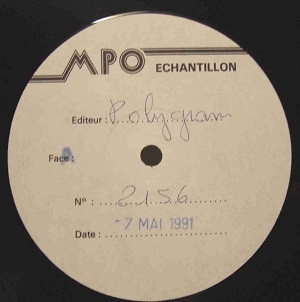 MPO ECHANTILLON
Editeur : Polygram
Face : A
N° : 2156
Date : -7 MAI 1991